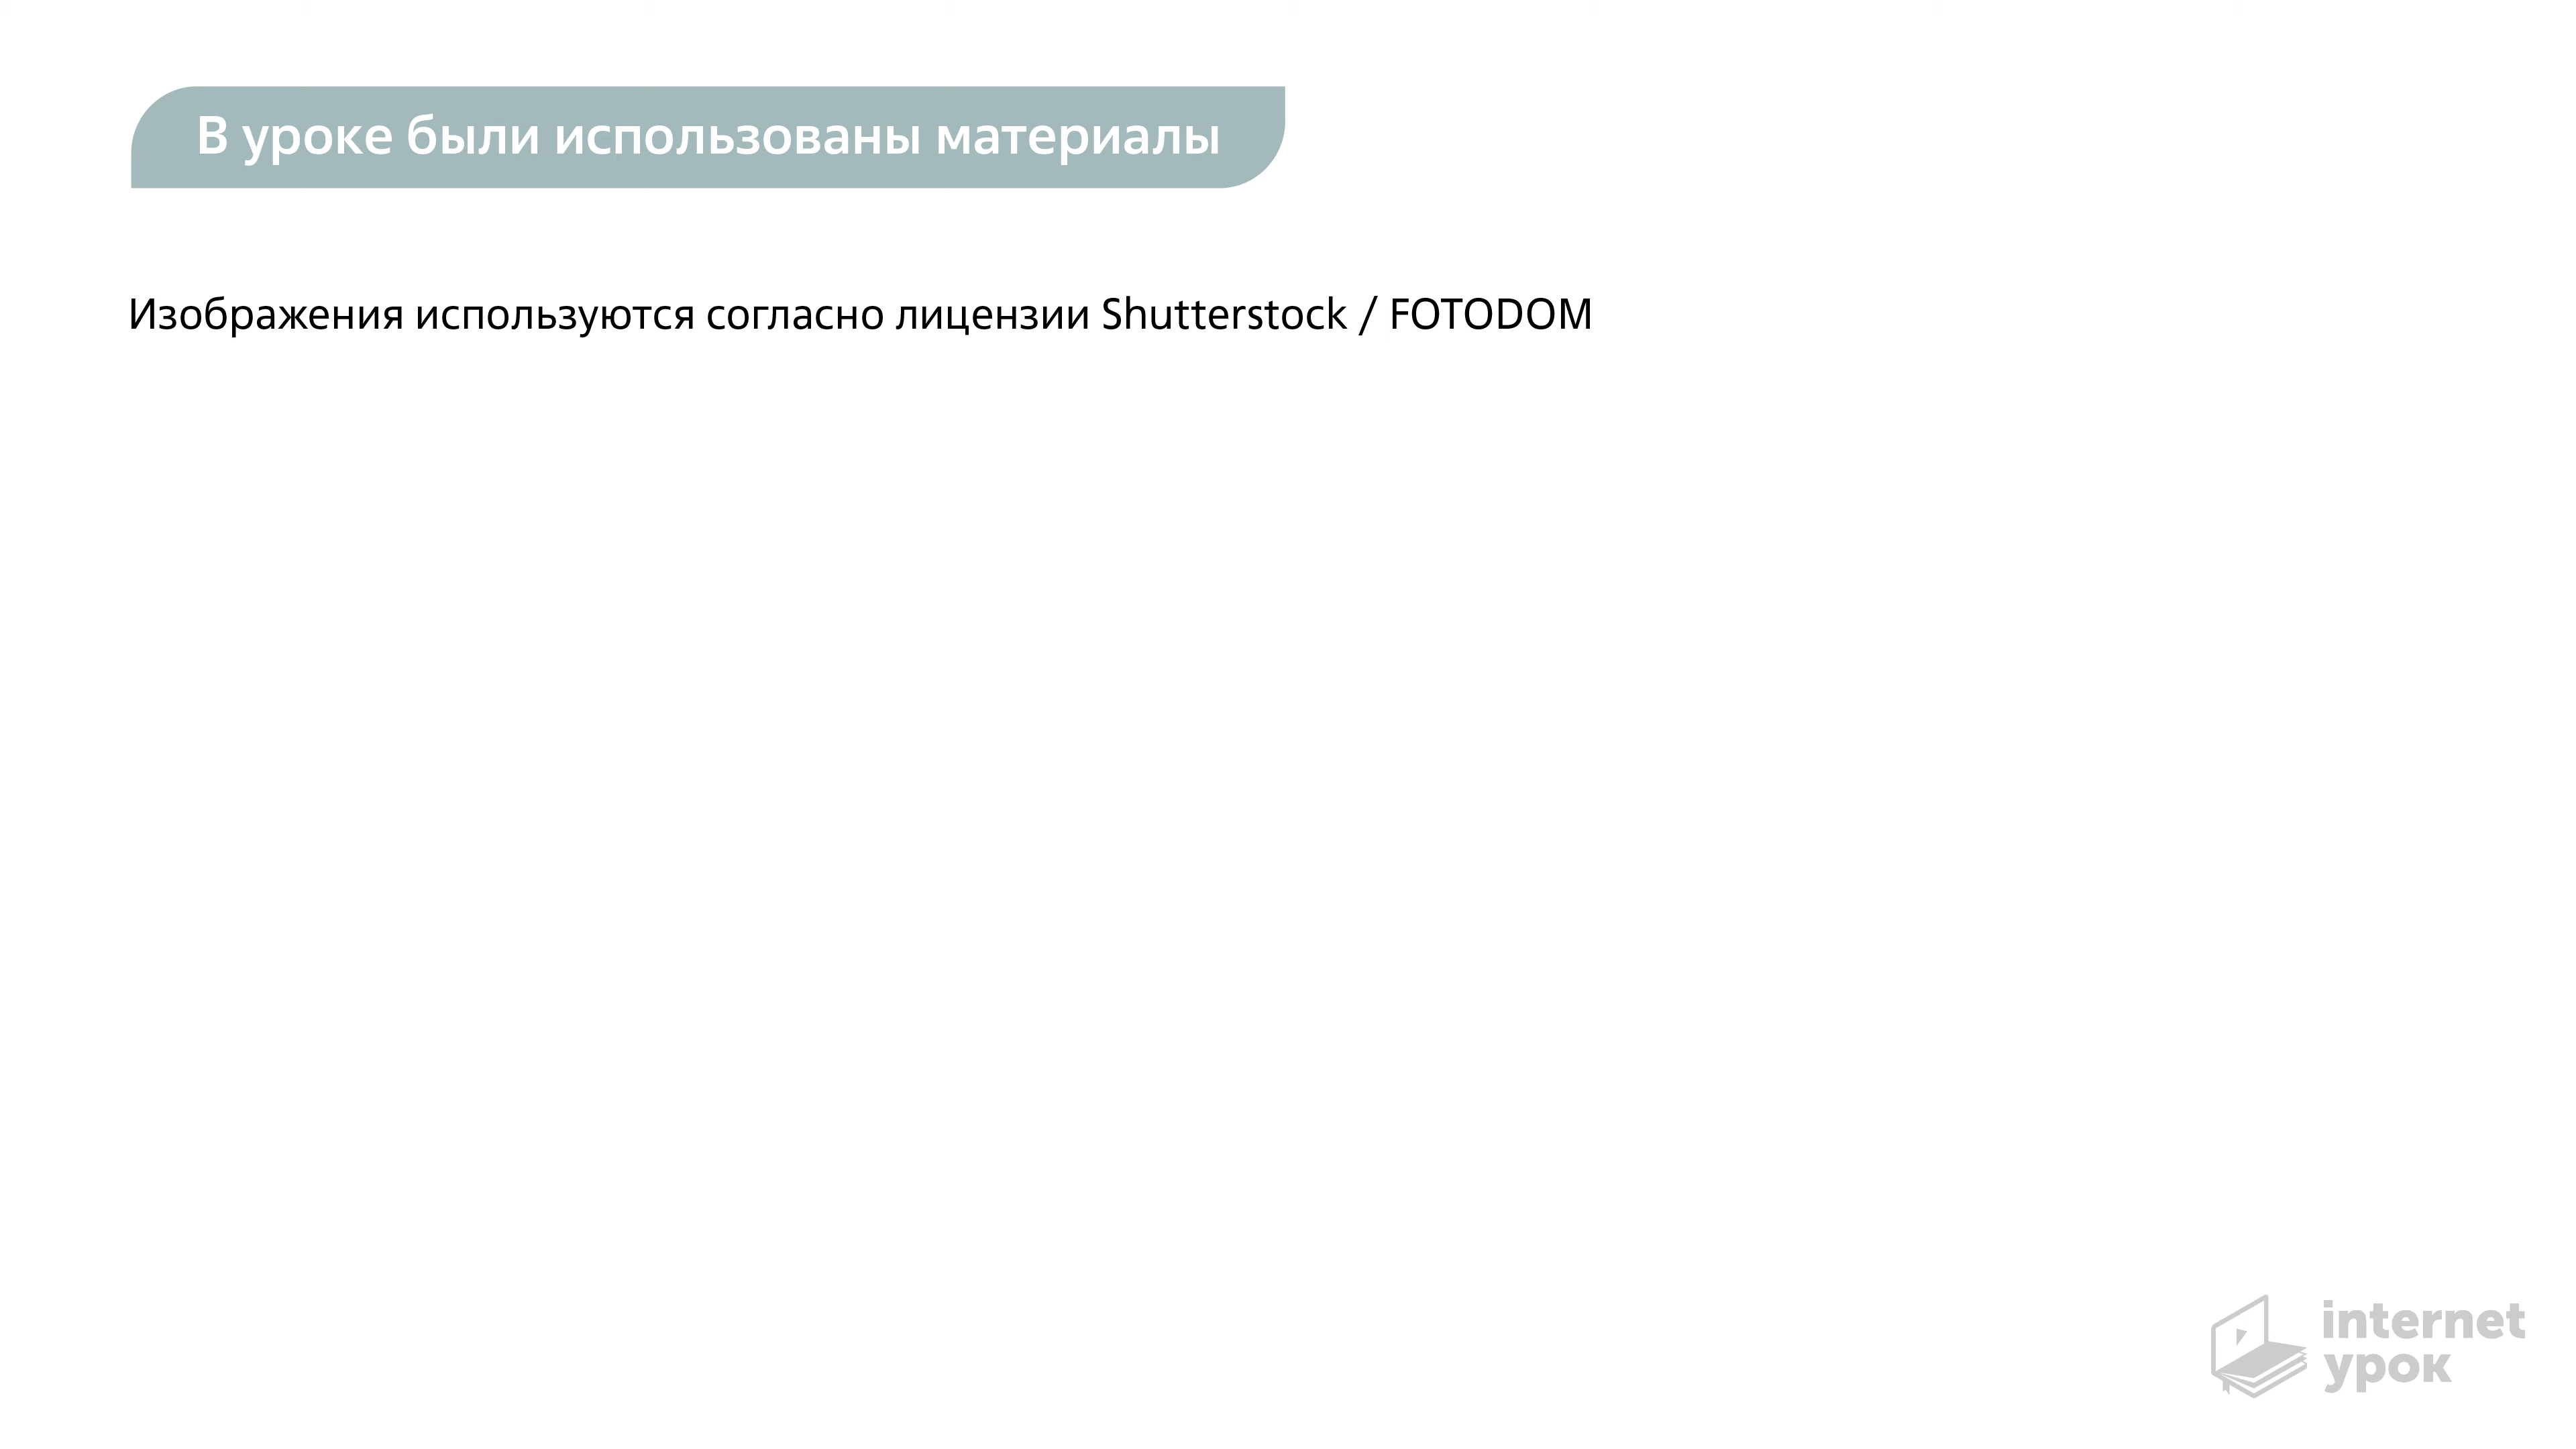 В уроке были использованы материалы
Изображения используются согласно лицензии Shutterstock / FOTODOM
internet
урок